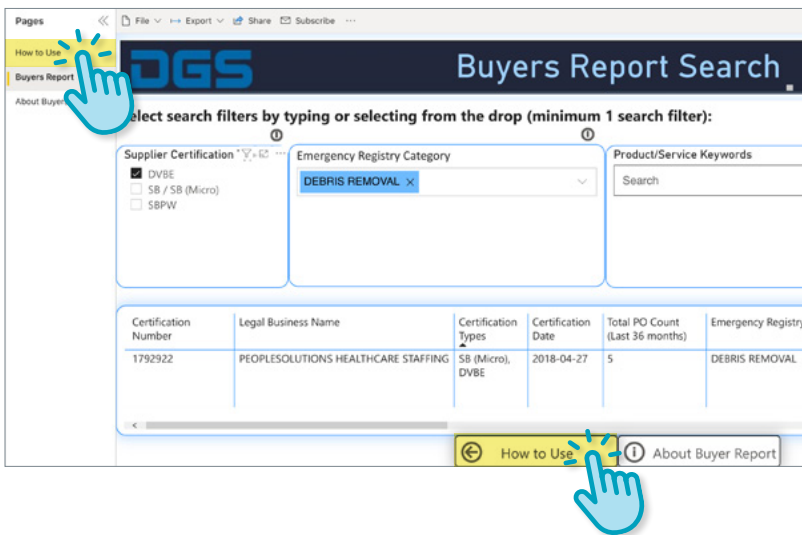 Pages
File Export Share Subscribe ...
How to Use
Buyers Report
About Buyer
DGS
Buyers Report Search
elect search filters by typing or selecting from the drop (minimum 1 search filter):
Supplier Certification
DVBE
SB / SB (Micro)
SBPW
Emergency Registry Category
DEBRIS REMOVAL ×
Product/Service Keywords
Search
Certification Number
Legal Business Name
Certification Types
Certification Date
Total PO Count (Last 36 months)
Emergency Registry
1792922
PEOPLESOLUTIONS HEALTHCARE STAFFING
SB (Micro), DVBE
2018-04-27
5
DEBRIS REMOVAL
How to Use
About Buyer Report